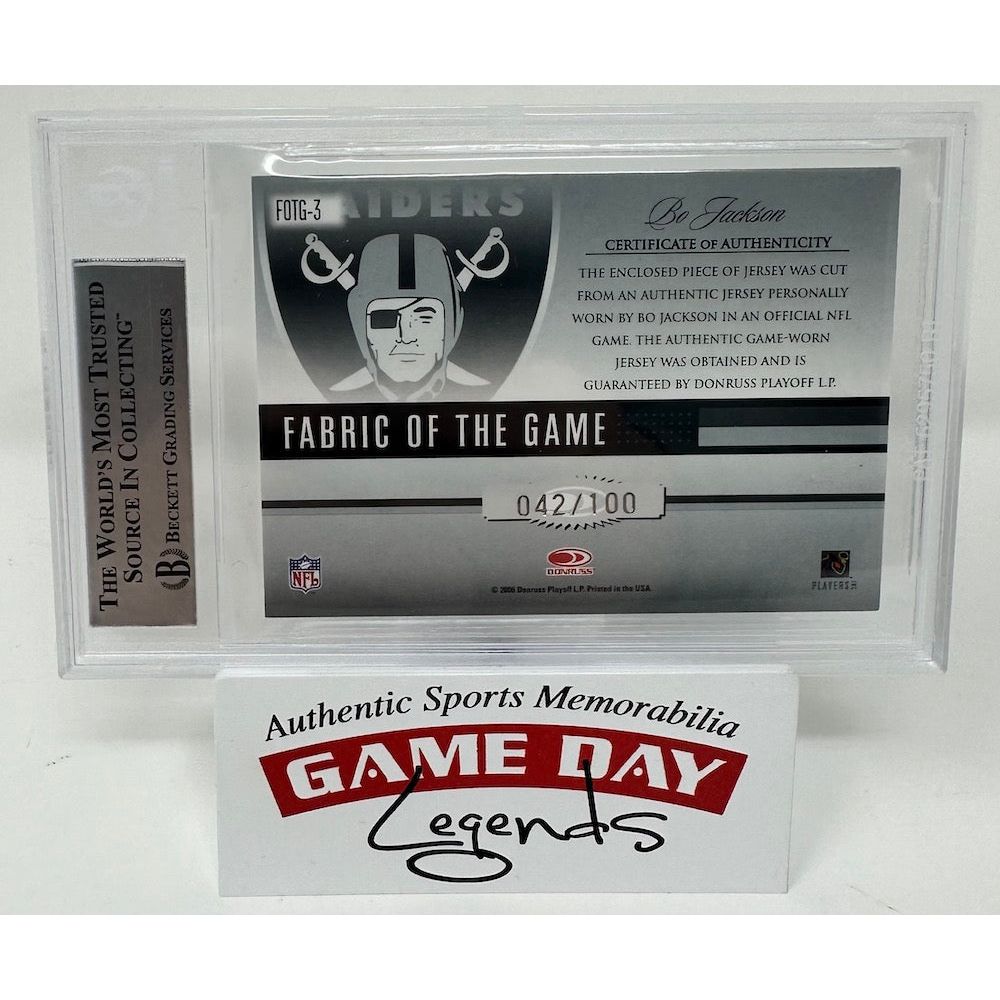 THE WORLD'S MOST TRUSTED
SOURCE IN COLLECTING™
B BECKETT GRADING SERVICES
FOTG-3
RAIDERS
Bo Jackson
CERTIFICATE OF AUTHENTICITY
THE ENCLOSED PIECE OF JERSEY WAS CUT
FROM AN AUTHENTIC JERSEY PERSONALLY
WORN BY BO JACKSON IN AN OFFICIAL NFL
GAME. THE AUTHENTIC GAME-WORN
JERSEY WAS OBTAINED AND IS
GUARANTEED BY DONRUSS PLAYOFF L.P.
FABRIC OF THE GAME
042/100
NFL
DONRUSS
PLAYERS INC
© 2006 Donruss Playoff L.P. Printed in the USA
Authentic Sports Memorabilia
GAME DAY
Legends